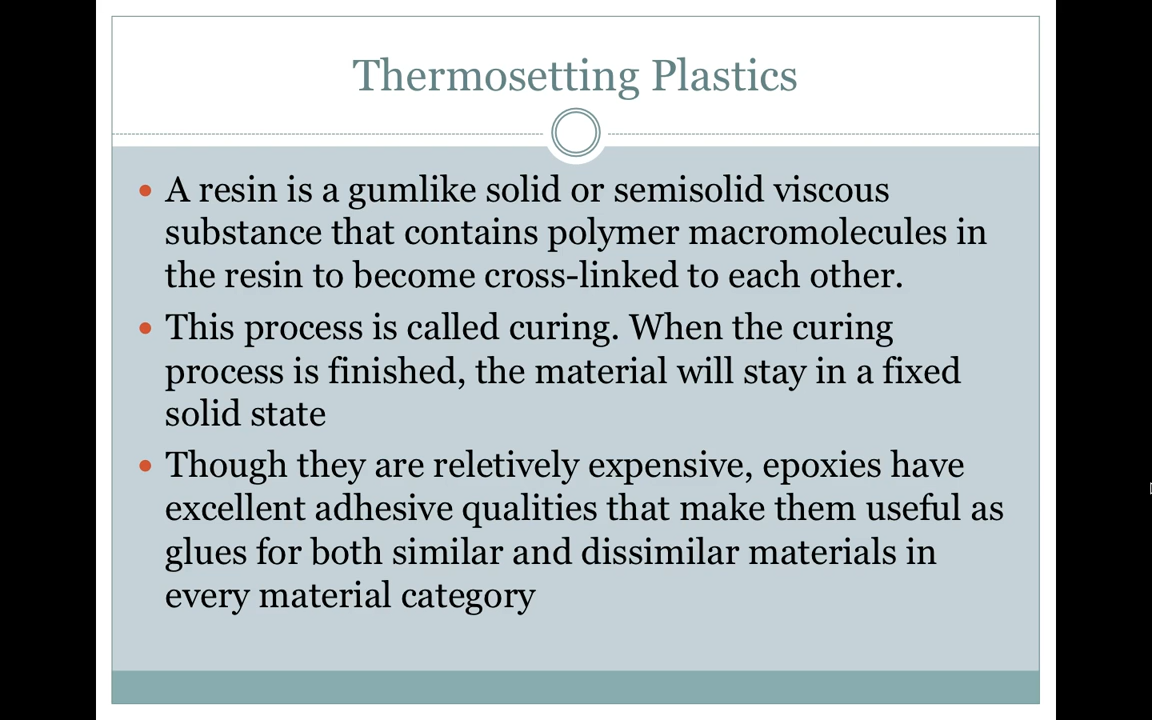 Thermosetting Plastics
• A resin is a gumlike solid or semisolid viscous
substance that contains polymer macromolecules in
the resin to become cross-linked to each other.
• This process is called curing. When the curing
process is finished, the material will stay in a fixed
solid state
• Though they are reletively expensive, epoxies have
excellent adhesive qualities that make them useful as
glues for both similar and dissimilar materials in
every material category